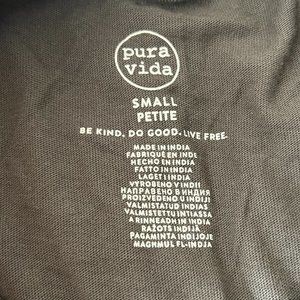 pura
vida
SMALL
PETITE
BE KIND. DO GOOD. LIVE FREE.
MADE IN INDIA
FABRIQUÉ EN INDE
HECHO EN INDIA
FATTO IN INDIA
LAGET I INDIA
VYROBENO V INDII
НАПРАВЕНО В ИНДИЯ
PROIZVEDENO U INDIJI
VALMISTATUD INDIAS
VALMISTETTU INTIASSA
A RINNEADH IN INDIA
RAŽOTS INDIJĀ
PAGAMINTA INDIJOJE
MAGHMUL FL-INDJA